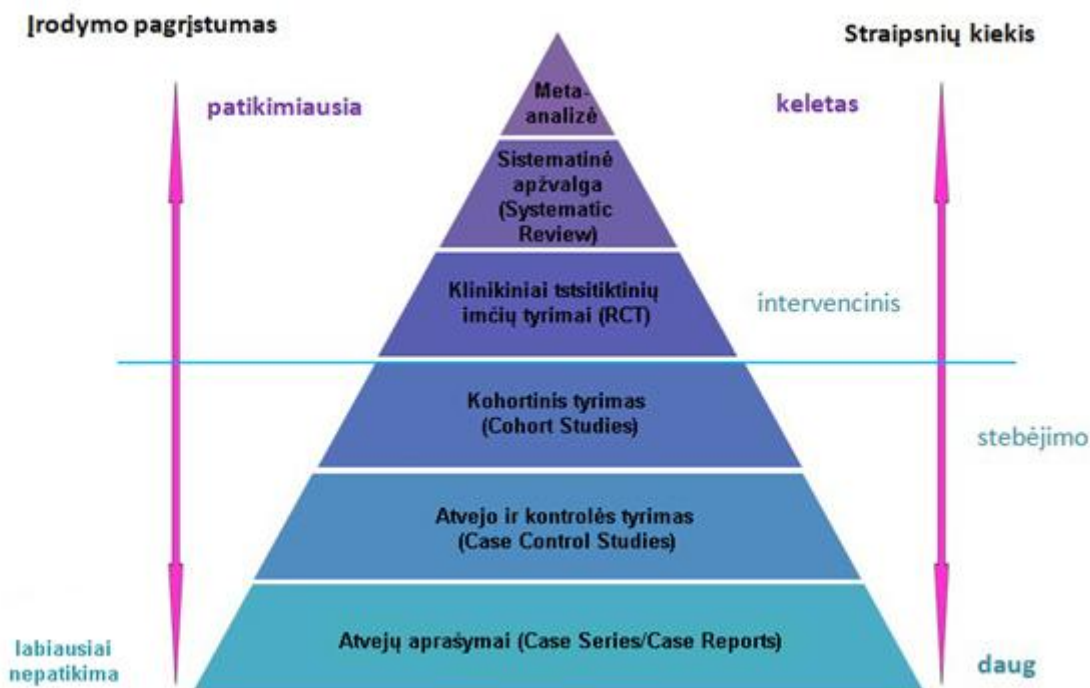 Įrodymo pagrįstumas
Straipsnių kiekis
patikimiausia
keletas
Meta-
analizė
Sistematinė
apžvalga
(Systematic
Review)
Klinikiniai tstsitiktinių
imčių tyrimai (RCT)
intervencinis
Kohortinis tyrimas
(Cohort Studies)
stebėjimo
Atvejo ir kontrolės tyrimas
(Case Control Studies)
Atvejų aprašymai (Case Series/Case Reports)
labiausiai
nepatikima
daug